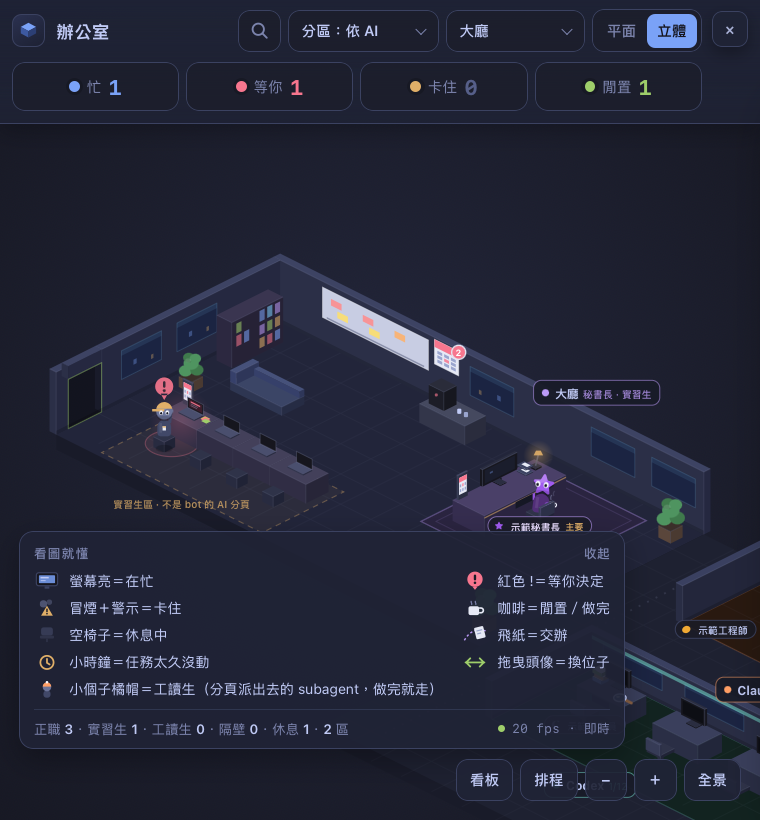 辦公室
分區：依 AI
大廳
平面
立體
×
忙 1
等你 1
卡住 0
閒置 1
2
大廳 秘書長 · 實習生
實習生區 · 不是 bot 的 AI 分頁
示範秘書長 主要
示範工程師
看圖就懂
收起
螢幕亮＝在忙
紅色 !＝等你決定
冒煙＋警示＝卡住
咖啡＝閒置 / 做完
空椅子＝休息中
飛紙＝交辦
小時鐘＝任務太久沒動
拖曳頭像＝換位子
小個子橘帽＝工讀生（分頁派出去的 subagent，做完就走）
正職 3 · 實習生 1 · 工讀生 0 · 隔壁 0 · 休息 1 · 2 區
20 fps · 即時
看板
排程
−
+
全景